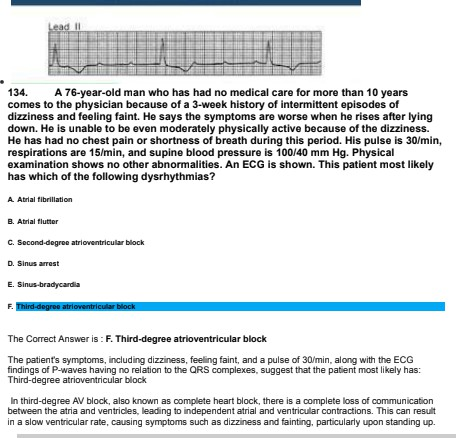 Lead II
134. A 76-year-old man who has had no medical care for more than 10 years
comes to the physician because of a 3-week history of intermittent episodes of
dizziness and feeling faint. He says the symptoms are worse when he rises after lying
down. He is unable to be even moderately physically active because of the dizziness.
He has had no chest pain or shortness of breath during this period. His pulse is 30/min,
respirations are 15/min, and supine blood pressure is 100/40 mm Hg. Physical
examination shows no other abnormalities. An ECG is shown. This patient most likely
has which of the following dysrhythmias?
A. Atrial fibrillation
B. Atrial flutter
C. Second-degree atrioventricular block
D. Sinus arrest
E. Sinus-bradycardia
F. Third-degree atrioventricular block
The Correct Answer is : F. Third-degree atrioventricular block
The patient's symptoms, including dizziness, feeling faint, and a pulse of 30/min, along with the ECG
findings of P-waves having no relation to the QRS complexes, suggest that the patient most likely has:
Third-degree atrioventricular block
In third-degree AV block, also known as complete heart block, there is a complete loss of communication
between the atria and ventricles, leading to independent atrial and ventricular contractions. This can result
in a slow ventricular rate, causing symptoms such as dizziness and fainting, particularly upon standing up.